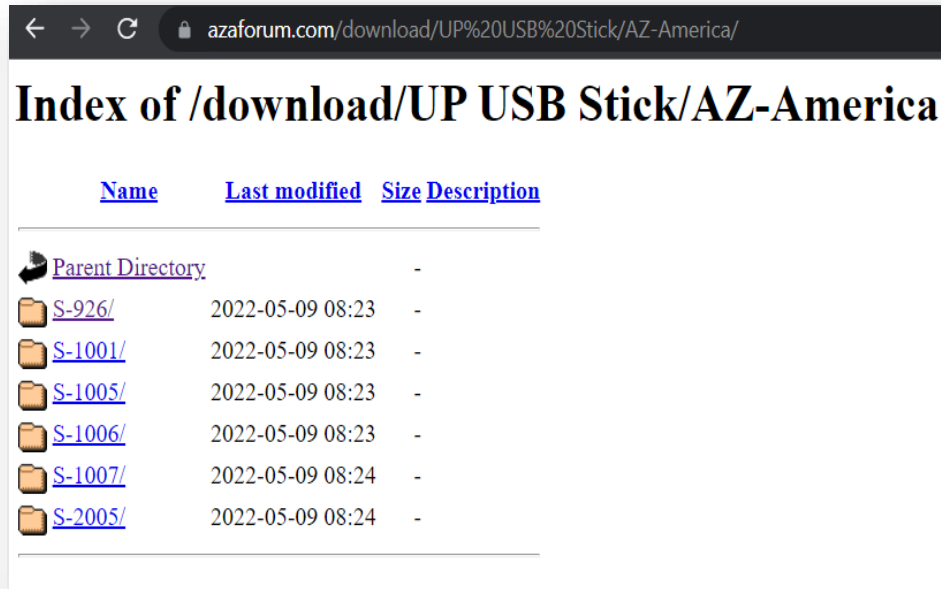 azaforum.com/download/UP%20USB%20Stick/AZ-America/
Index of /download/UP USB Stick/AZ-America
Name Last modified Size Description
Parent Directory -
S-926/ 2022-05-09 08:23 -
S-1001/ 2022-05-09 08:23 -
S-1005/ 2022-05-09 08:23 -
S-1006/ 2022-05-09 08:23 -
S-1007/ 2022-05-09 08:24 -
S-2005/ 2022-05-09 08:24 -